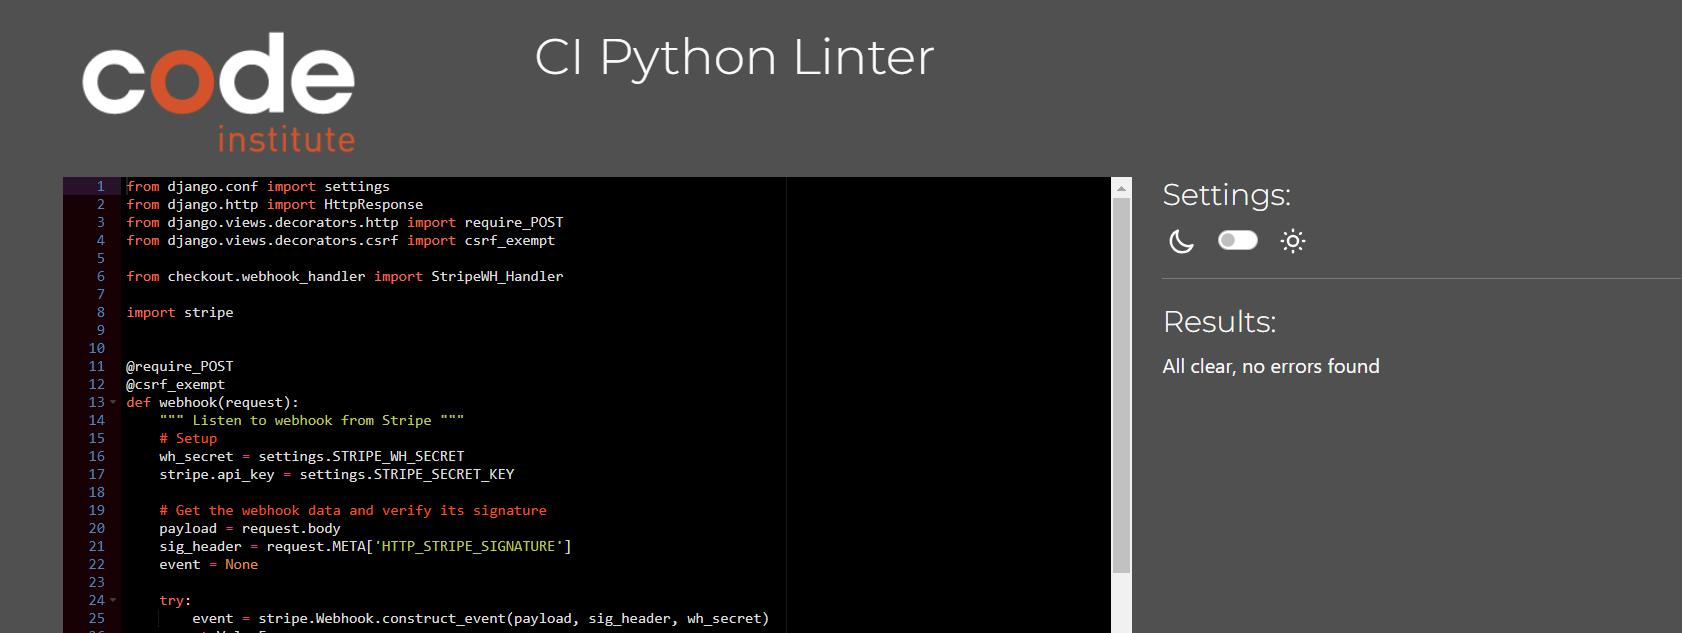 code
institute
CI Python Linter
1 from django.conf import settings
2 from django.http import HttpResponse
3 from django.views.decorators.http import require_POST
4 from django.views.decorators.csrf import csrf_exempt
5
6 from checkout.webhook_handler import StripeWH_Handler
7
8 import stripe
9
10
11 @require_POST
12 @csrf_exempt
13 def webhook(request):
14     """ Listen to webhook from Stripe """
15     # Setup
16     wh_secret = settings.STRIPE_WH_SECRET
17     stripe.api_key = settings.STRIPE_SECRET_KEY
18
19     # Get the webhook data and verify its signature
20     payload = request.body
21     sig_header = request.META['HTTP_STRIPE_SIGNATURE']
22     event = None
23
24     try:
25         event = stripe.Webhook.construct_event(payload, sig_header, wh_secret)
Settings:
Results:
All clear, no errors found